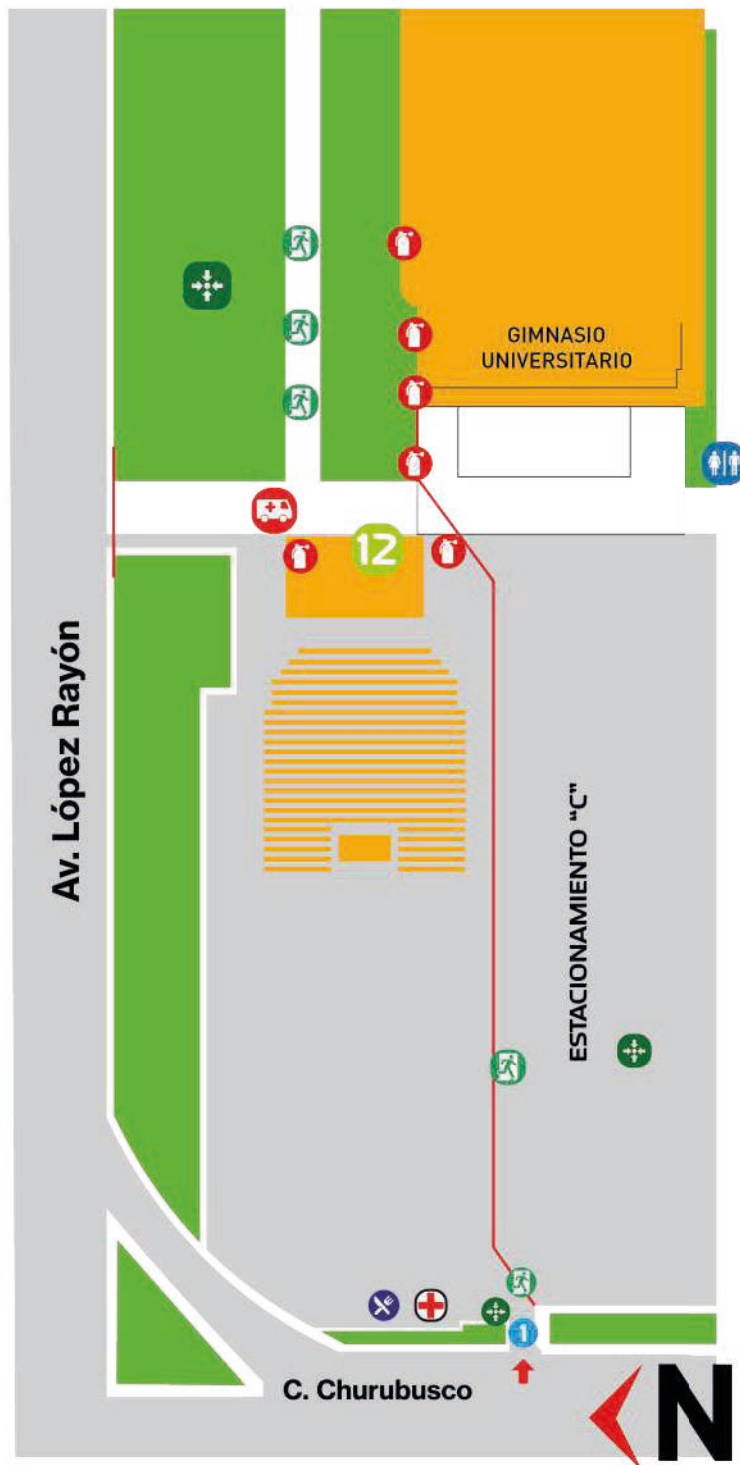 GIMNASIO
UNIVERSITARIO
12
Av. López Rayón
ESTACIONAMIENTO “C”
1
C. Churubusco
N